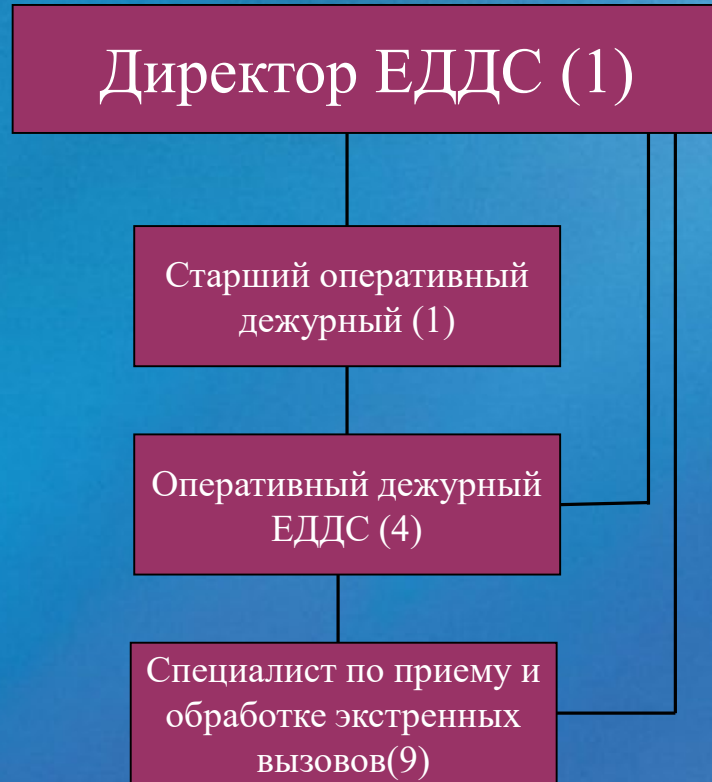 Директор ЕДДС (1)
Старший оперативный
дежурный (1)
Оперативный дежурный
ЕДДС (4)
Специалист по приему и
обработке экстренных
вызовов(9)